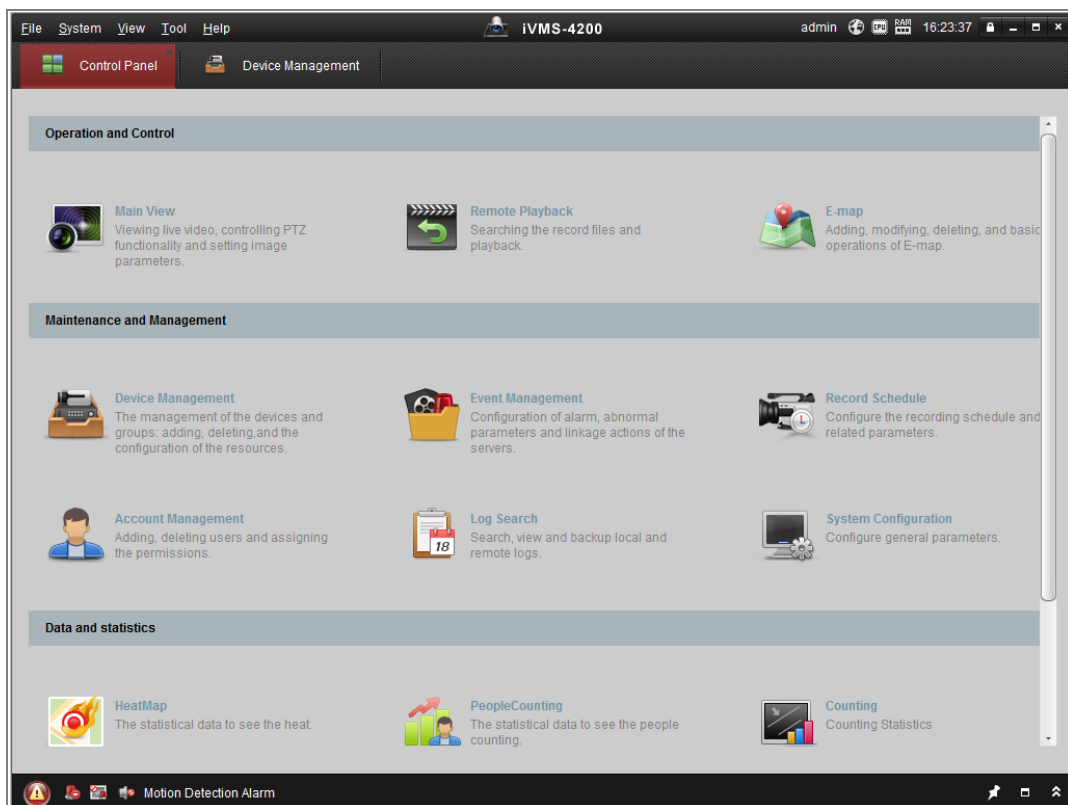 File System View Tool Help iVMS-4200 admin CPU RAM 16:23:37
Control Panel Device Management
Operation and Control
Main View
Viewing live video, controlling PTZ
functionality and setting image
parameters.
Remote Playback
Searching the record files and
playback.
E-map
Adding, modifying, deleting, and basic
operations of E-map.
Maintenance and Management
Device Management
The management of the devices and
groups: adding, deleting,and the
configuration of the resources.
Event Management
Configuration of alarm, abnormal
parameters and linkage actions of the
servers.
Record Schedule
Configure the recording schedule and
related parameters.
Account Management
Adding, deleting users and assigning
the permissions.
18
Log Search
Search, view and backup local and
remote logs.
System Configuration
Configure general parameters.
Data and statistics
HeatMap
The statistical data to see the heat.
PeopleCounting
The statistical data to see the people
counting.
Counting
Counting Statistics
Motion Detection Alarm